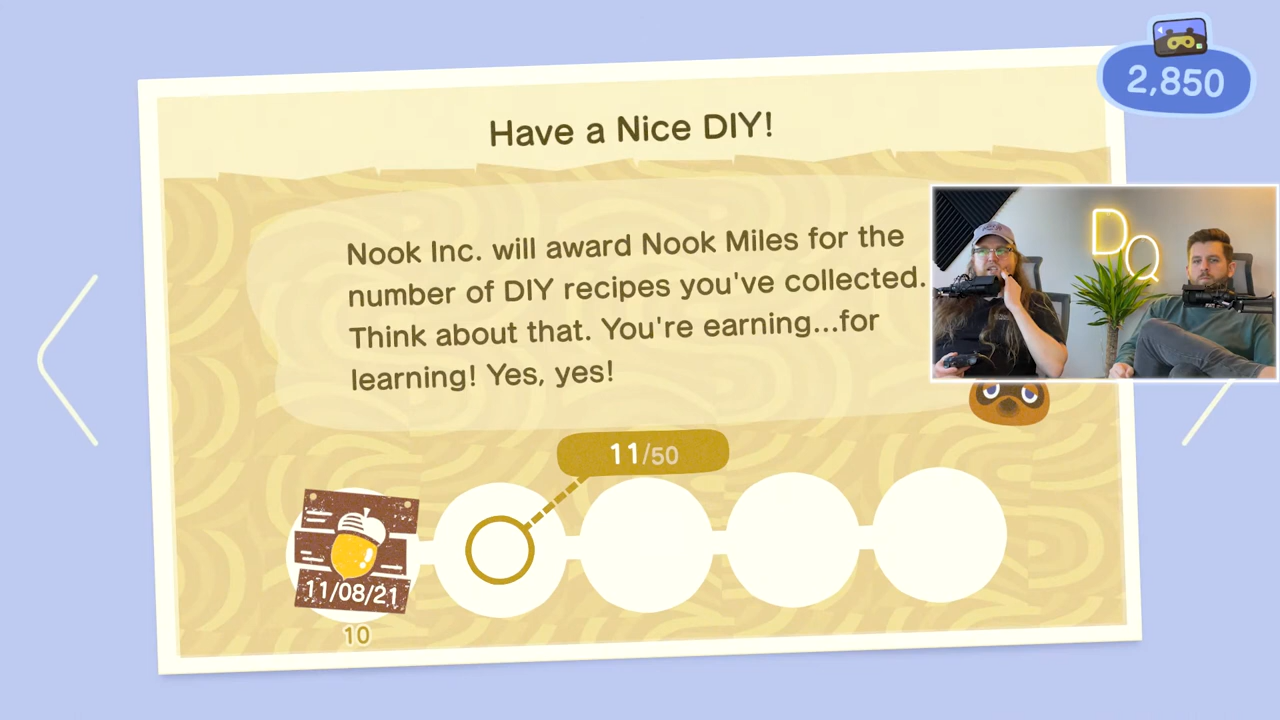 2,850
Have a Nice DIY!
Nook Inc. will award Nook Miles for the
number of DIY recipes you've collected.
Think about that. You're earning...for
learning! Yes, yes!
DQ
11/50
11/08/21
10